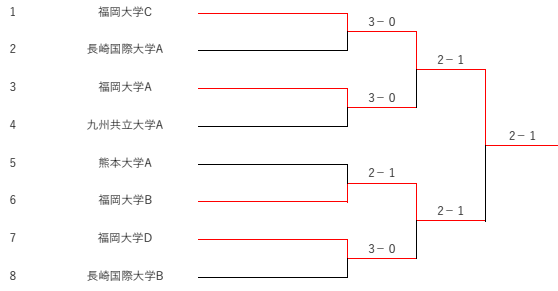 1 福岡大学C
3－0
2 長崎国際大学A
2－1
3 福岡大学A
3－0
4 九州共立大学A
2－1
5 熊本大学A
2－1
6 福岡大学B
2－1
7 福岡大学D
3－0
8 長崎国際大学B